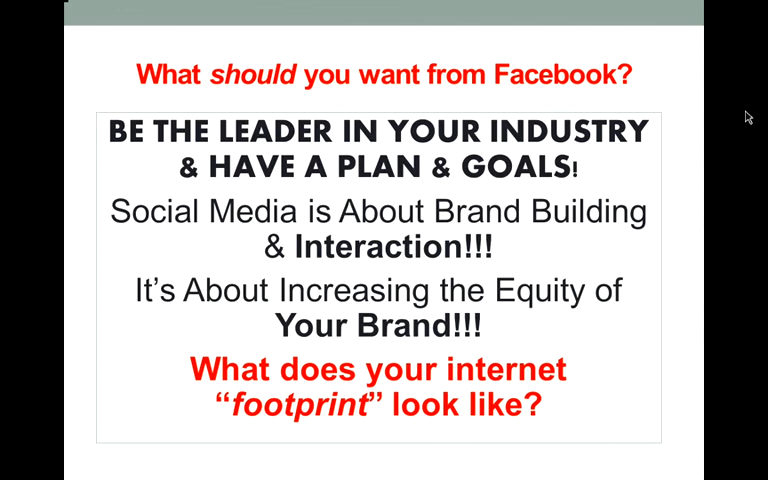 What should you want from Facebook?
BE THE LEADER IN YOUR INDUSTRY
& HAVE A PLAN & GOALS!
Social Media is About Brand Building
& Interaction!!!
It’s About Increasing the Equity of
Your Brand!!!
What does your internet
“footprint” look like?